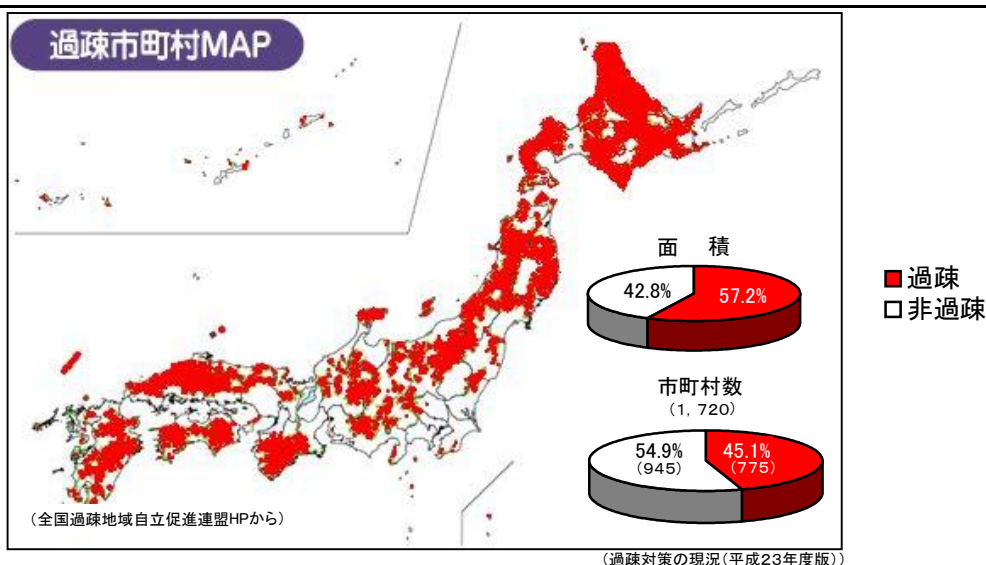 過疎市町村MAP
面 積
42.8%
57.2%
過疎
非過疎
市町村数
(1,720)
54.9%
(945)
45.1%
(775)
(全国過疎地域自立促進連盟HPから)
(過疎対策の現況(平成23年度版))